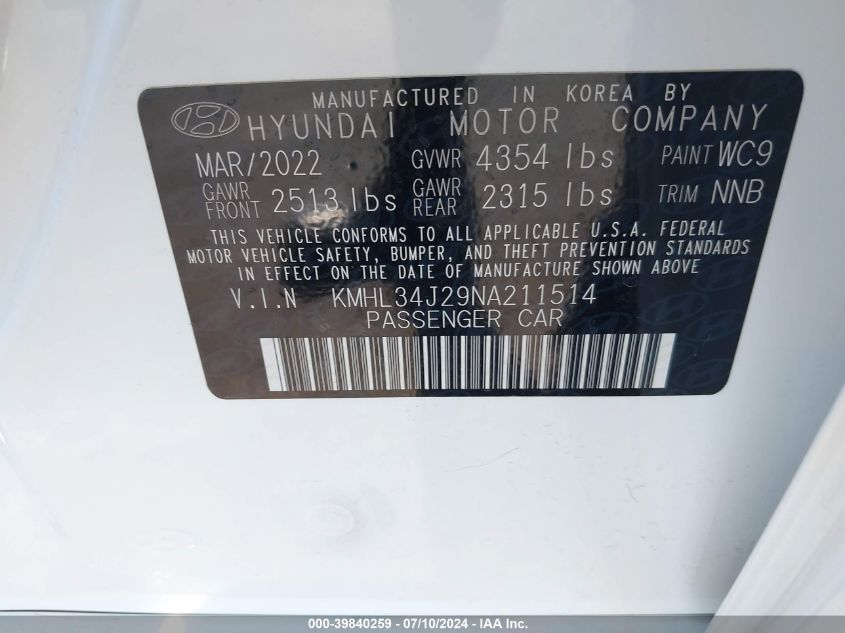 MANUFACTURED IN KOREA BY
HYUNDAI MOTOR COMPANY
MAR/2022 GVWR 4354 lbs PAINT WC9
GAWR FRONT 2513 lbs GAWR REAR 2315 lbs TRIM NNB
THIS VEHICLE CONFORMS TO ALL APPLICABLE U.S.A. FEDERAL
MOTOR VEHICLE SAFETY, BUMPER, AND THEFT PREVENTION STANDARDS
IN EFFECT ON THE DATE OF MANUFACTURE SHOWN ABOVE
V.I.N KMHL34J29NA211514
PASSENGER CAR
000-39840259 / 07/10/2024 - IAA Inc.